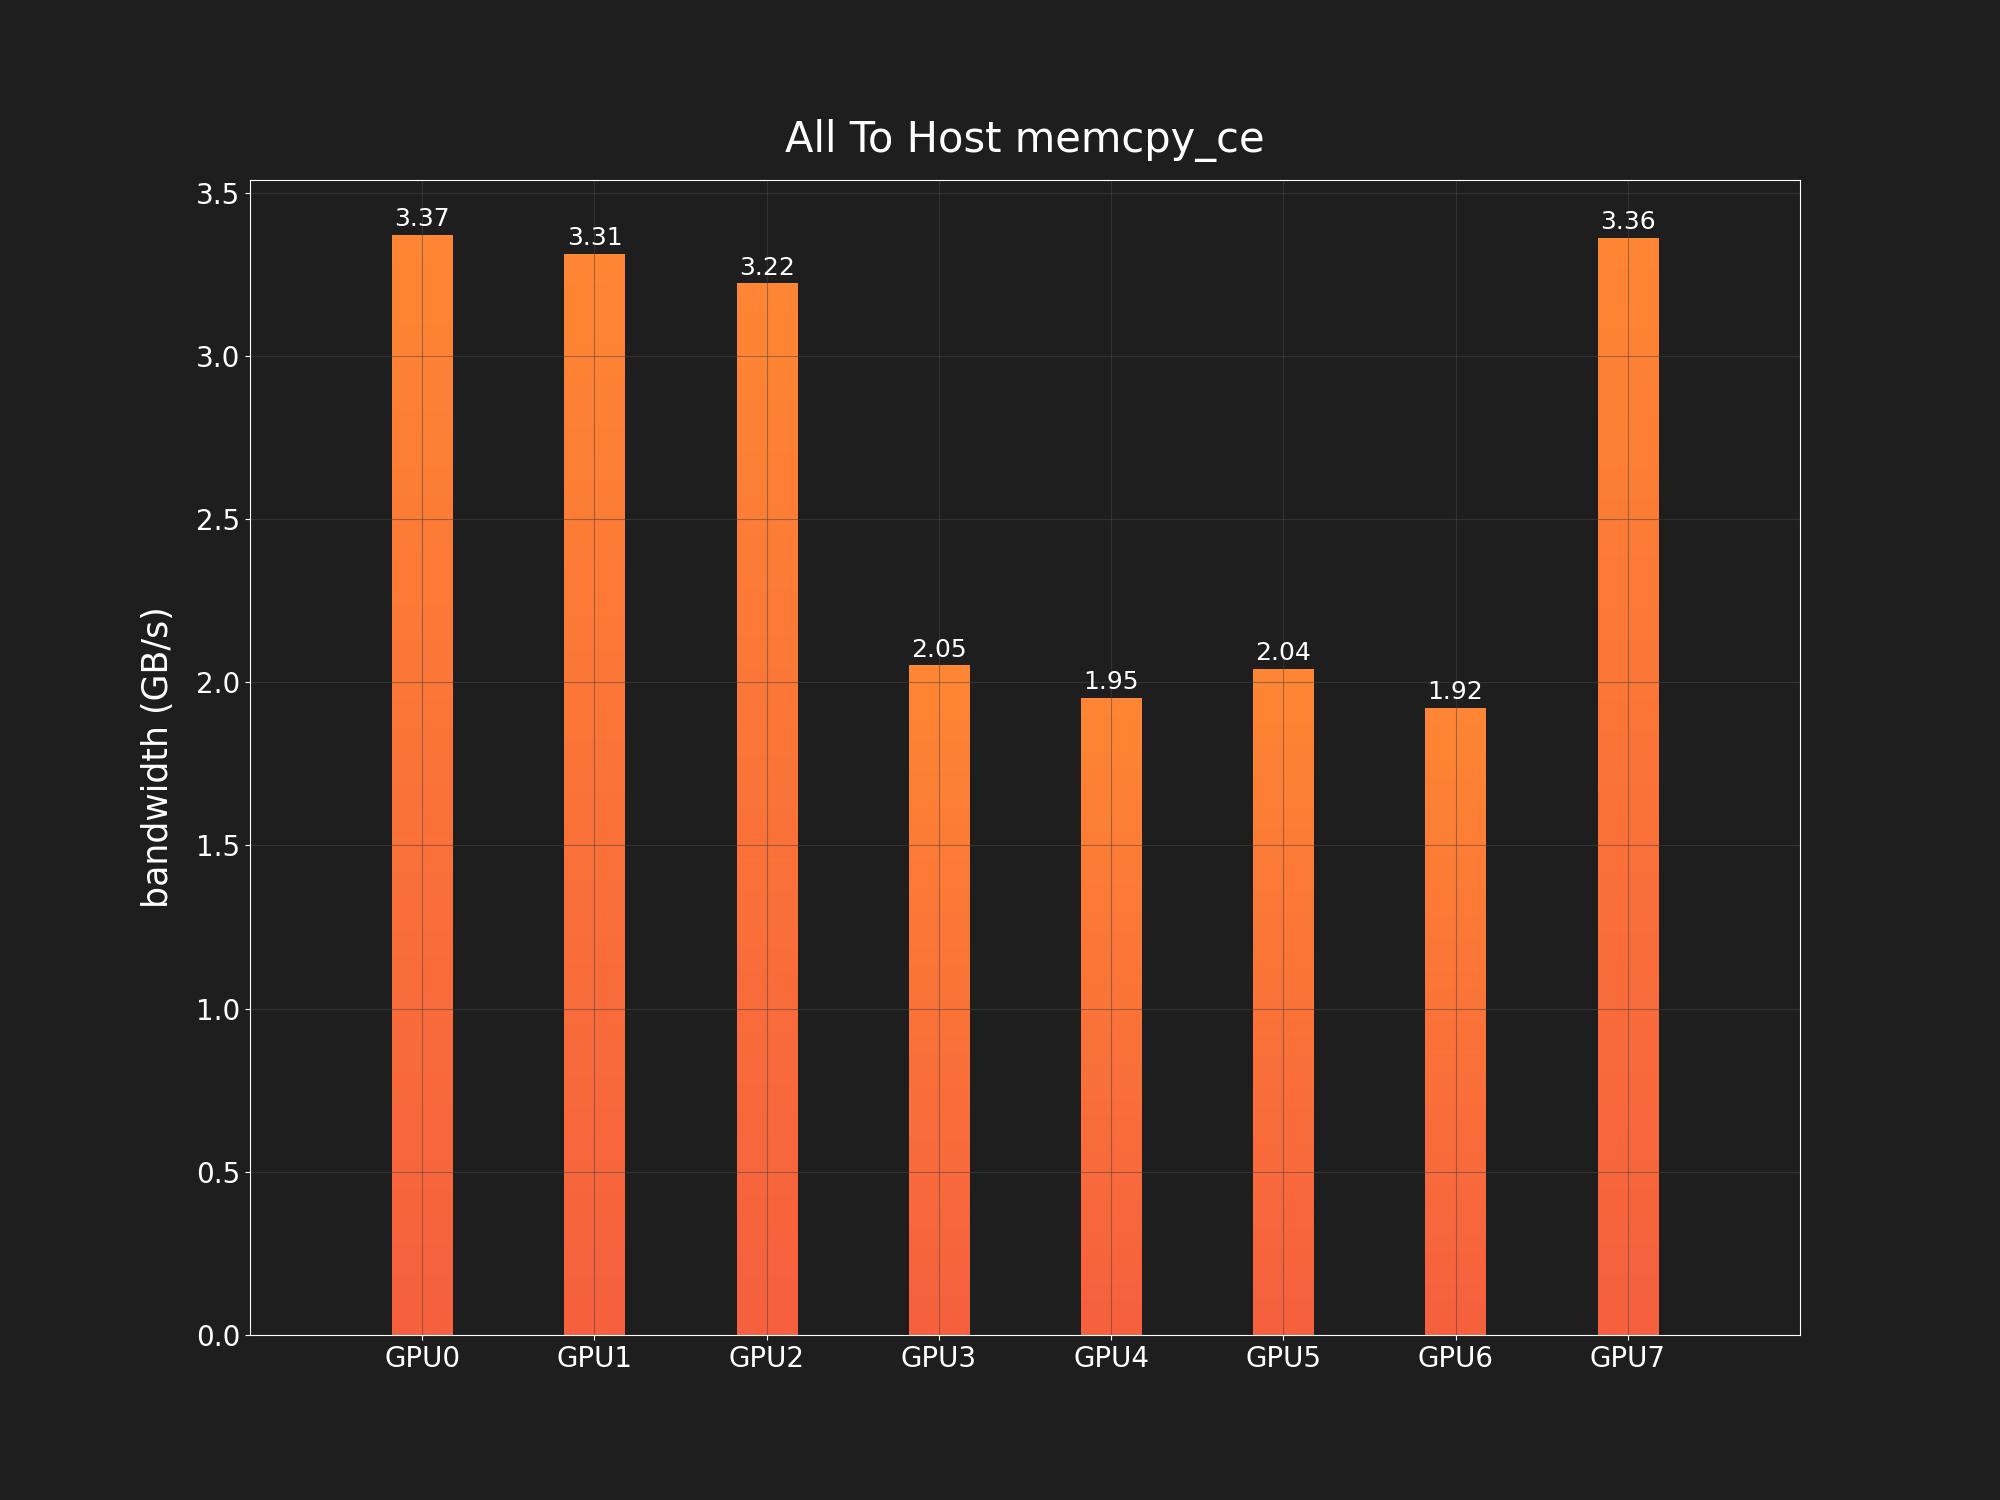 All To Host memcpy_ce
bandwidth (GB/s)
3.5
3.0
2.5
2.0
1.5
1.0
0.5
0.0
3.37
3.31
3.22
2.05
1.95
2.04
1.92
3.36
GPU0
GPU1
GPU2
GPU3
GPU4
GPU5
GPU6
GPU7